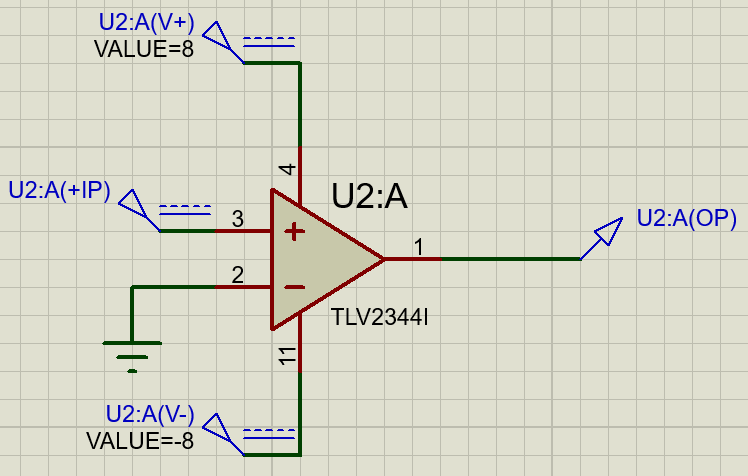 U2:A(V+)
VALUE=8
4
U2:A
U2:A(+IP)
3
+
U2:A(OP)
1
2
−
TLV2344I
11
U2:A(V-)
VALUE=-8